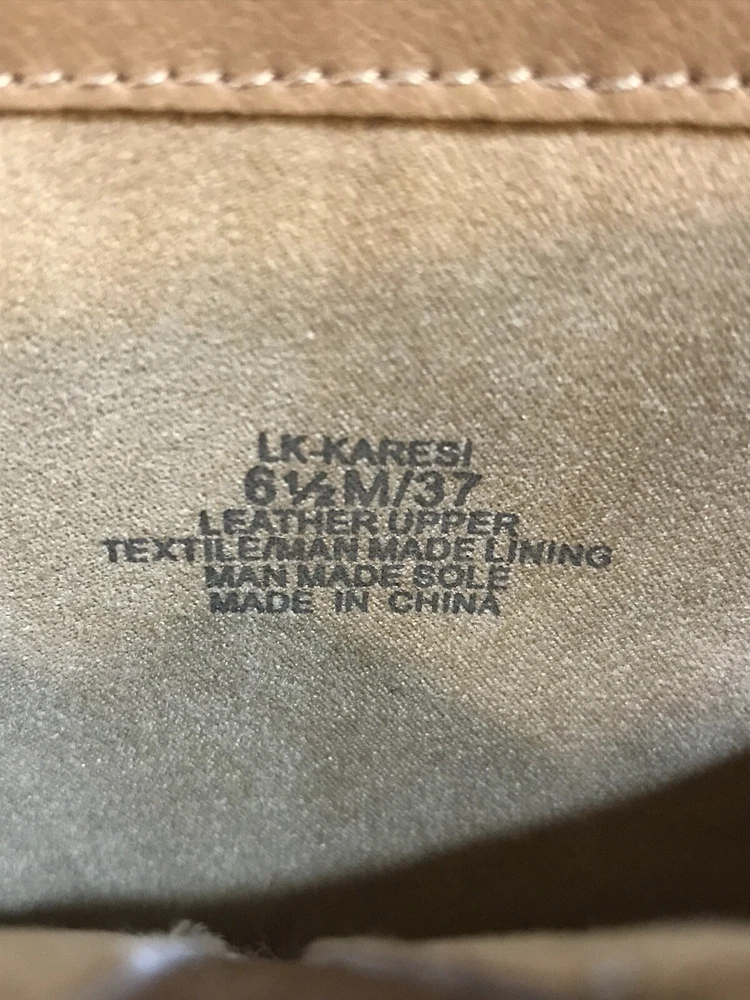 LK-KARESI
6½M/37
LEATHER UPPER
TEXTILE/MAN MADE LINING
MAN MADE SOLE
MADE IN CHINA